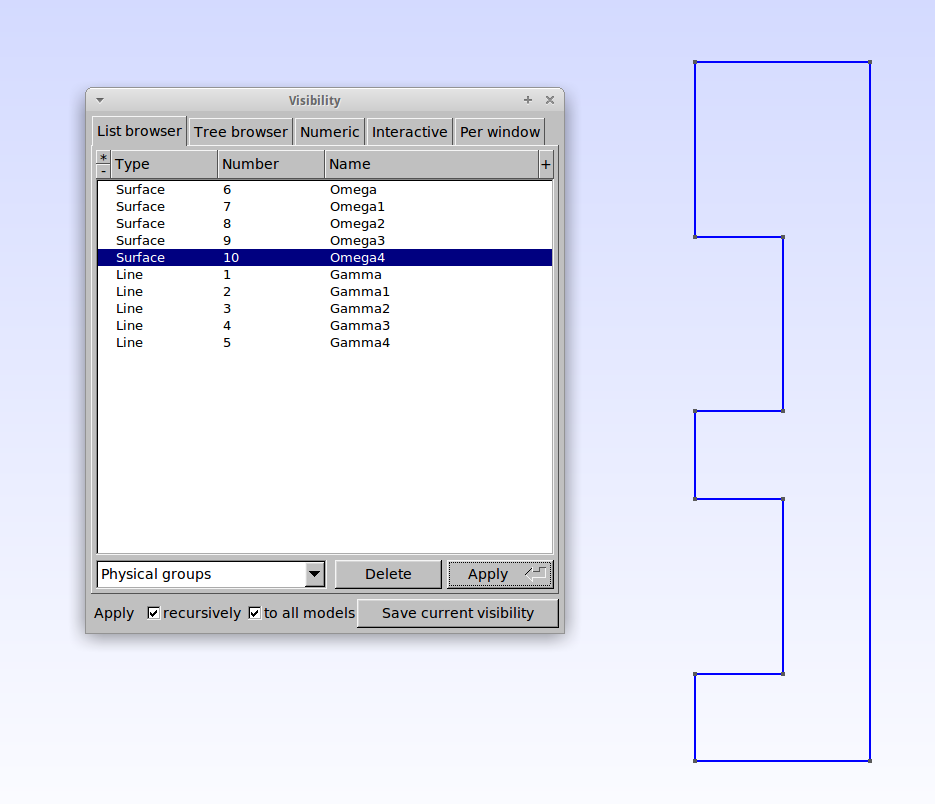 Visibility
List browser Tree browser Numeric Interactive Per window
* - Type Number Name +
Surface 6 Omega
Surface 7 Omega1
Surface 8 Omega2
Surface 9 Omega3
Surface 10 Omega4
Line 1 Gamma
Line 2 Gamma1
Line 3 Gamma2
Line 4 Gamma3
Line 5 Gamma4
Physical groups Delete Apply
Apply recursively to all models Save current visibility